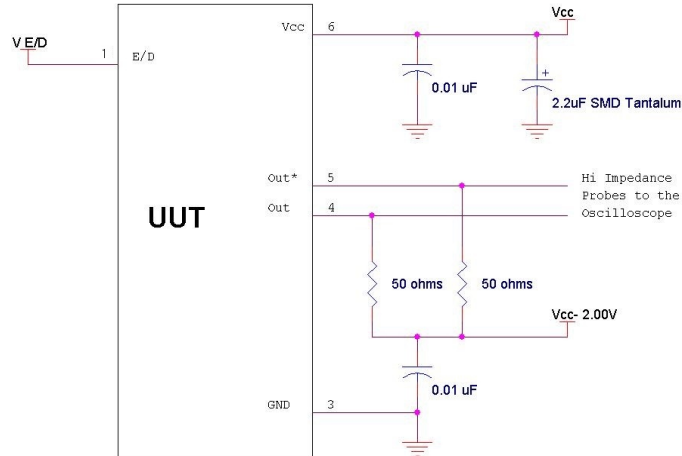 Vcc
V E/D
1
E/D
Vcc
6
0.01 uF
2.2uF SMD Tantalum
+
Out*
5
Hi Impedance
Probes to the
Oscilloscope
Out
4
UUT
50 ohms
50 ohms
Vcc- 2.00V
0.01 uF
GND
3